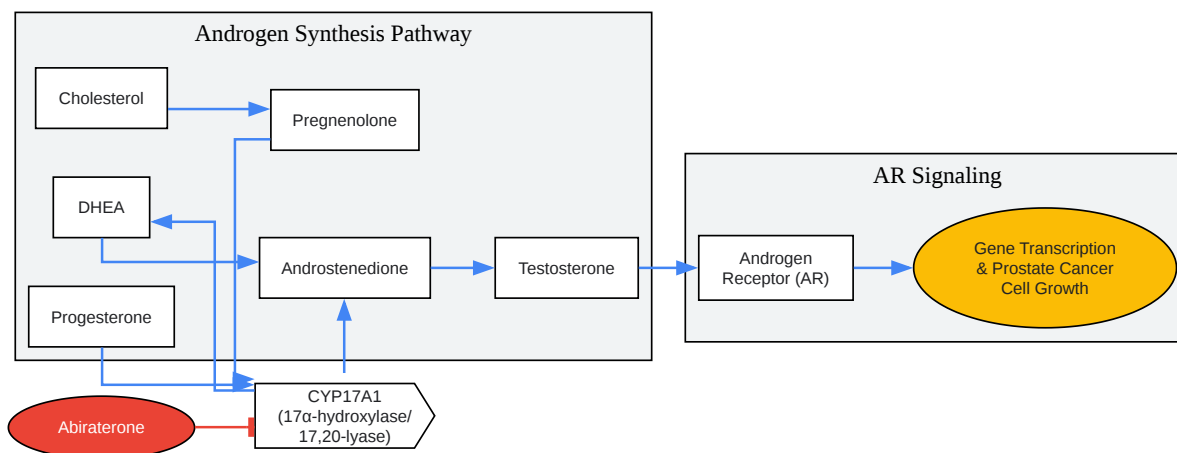 Androgen Synthesis Pathway
Cholesterol
Pregnenolone
DHEA
Androstenedione
Testosterone
Progesterone
CYP17A1
(17α-hydroxylase/
17,20-lyase)
Abiraterone
AR Signaling
Androgen
Receptor (AR)
Gene Transcription
& Prostate Cancer
Cell Growth